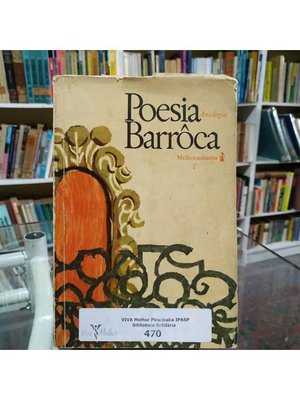 Poesia
Antologia
Barrôca
Melhoramentos
VIVA Melhor Piracicaba IPASP
Biblioteca Solidária
470